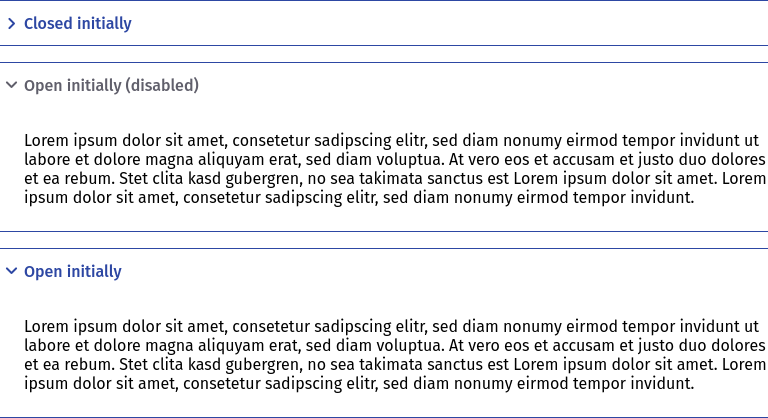 Closed initially
Open initially (disabled)
Lorem ipsum dolor sit amet, consetetur sadipscing elitr, sed diam nonumy eirmod tempor invidunt ut
labore et dolore magna aliquyam erat, sed diam voluptua. At vero eos et accusam et justo duo dolores
et ea rebum. Stet clita kasd gubergren, no sea takimata sanctus est Lorem ipsum dolor sit amet. Lorem
ipsum dolor sit amet, consetetur sadipscing elitr, sed diam nonumy eirmod tempor invidunt.
Open initially
Lorem ipsum dolor sit amet, consetetur sadipscing elitr, sed diam nonumy eirmod tempor invidunt ut
labore et dolore magna aliquyam erat, sed diam voluptua. At vero eos et accusam et justo duo dolores
et ea rebum. Stet clita kasd gubergren, no sea takimata sanctus est Lorem ipsum dolor sit amet. Lorem
ipsum dolor sit amet, consetetur sadipscing elitr, sed diam nonumy eirmod tempor invidunt.